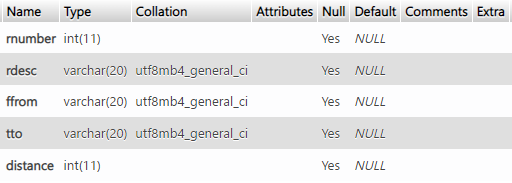 Name Type Collation Attributes Null Default Comments Extra
rnumber int(11) Yes NULL
rdesc varchar(20) utf8mb4_general_ci Yes NULL
ffrom varchar(20) utf8mb4_general_ci Yes NULL
tto varchar(20) utf8mb4_general_ci Yes NULL
distance int(11) Yes NULL